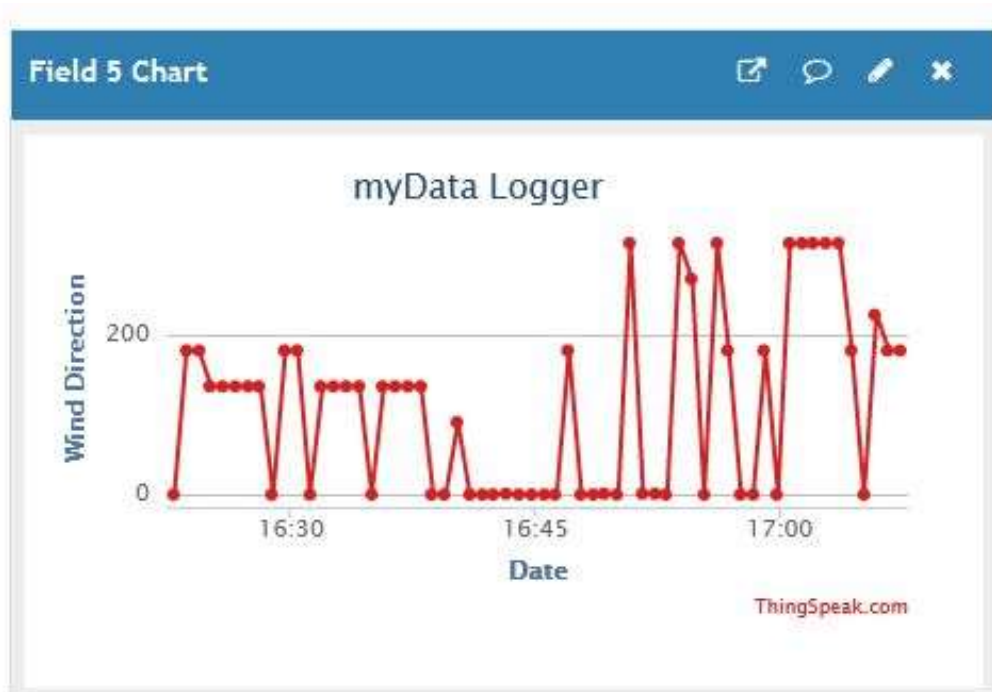 Field 5 Chart
myData Logger
Wind Direction
200
0
16:30 16:45 17:00
Date
ThingSpeak.com